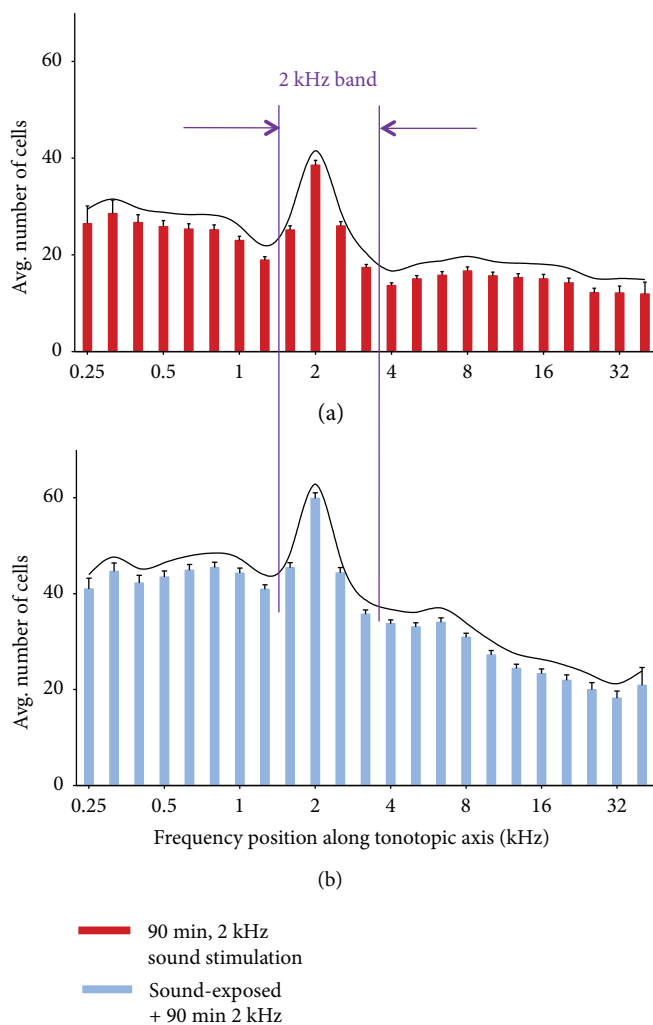 60
2 kHz band
40
20
0
Avg. number of cells
0.25 0.5 1 2 4 8 16 32
(a)
60
40
20
0
Avg. number of cells
0.25 0.5 1 2 4 8 16 32
Frequency position along tonotopic axis (kHz)
(b)
90 min, 2 kHz
sound stimulation
Sound-exposed
+ 90 min 2 kHz